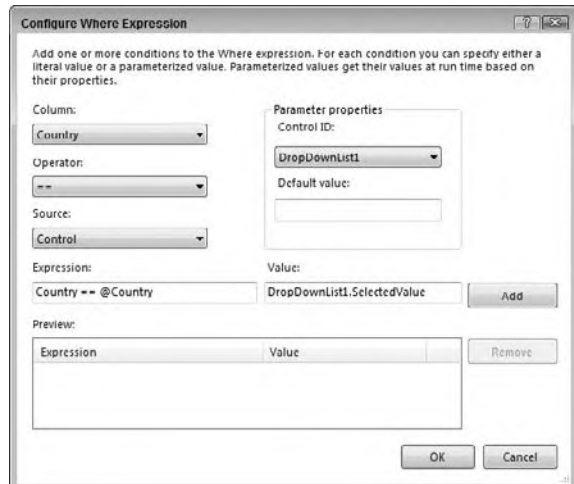 Configure Where Expression
Add one or more conditions to the Where expression. For each condition you can specify either a
literal value or a parameterized value. Parameterized values get their values at run time based on
their properties.
Column:
Country
Operator:
==
Source:
Control
Parameter properties
Control ID:
DropDownList1
Default value:
Expression:
Country == @Country
Value:
DropDownList1.SelectedValue
Add
Preview:
Expression
Value
Remove
OK
Cancel